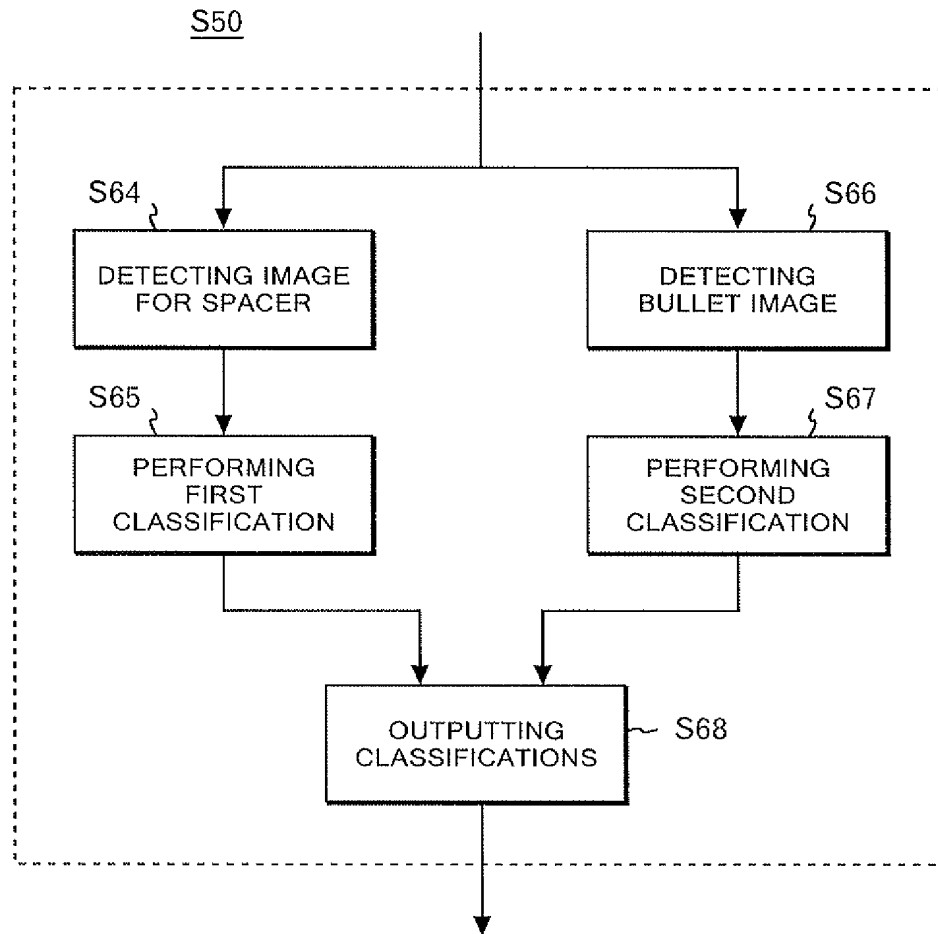 S50
S64
DETECTING IMAGE
FOR SPACER
S66
DETECTING
BULLET IMAGE
S65
PERFORMING
FIRST
CLASSIFICATION
S67
PERFORMING
SECOND
CLASSIFICATION
OUTPUTTING
CLASSIFICATIONS
S68